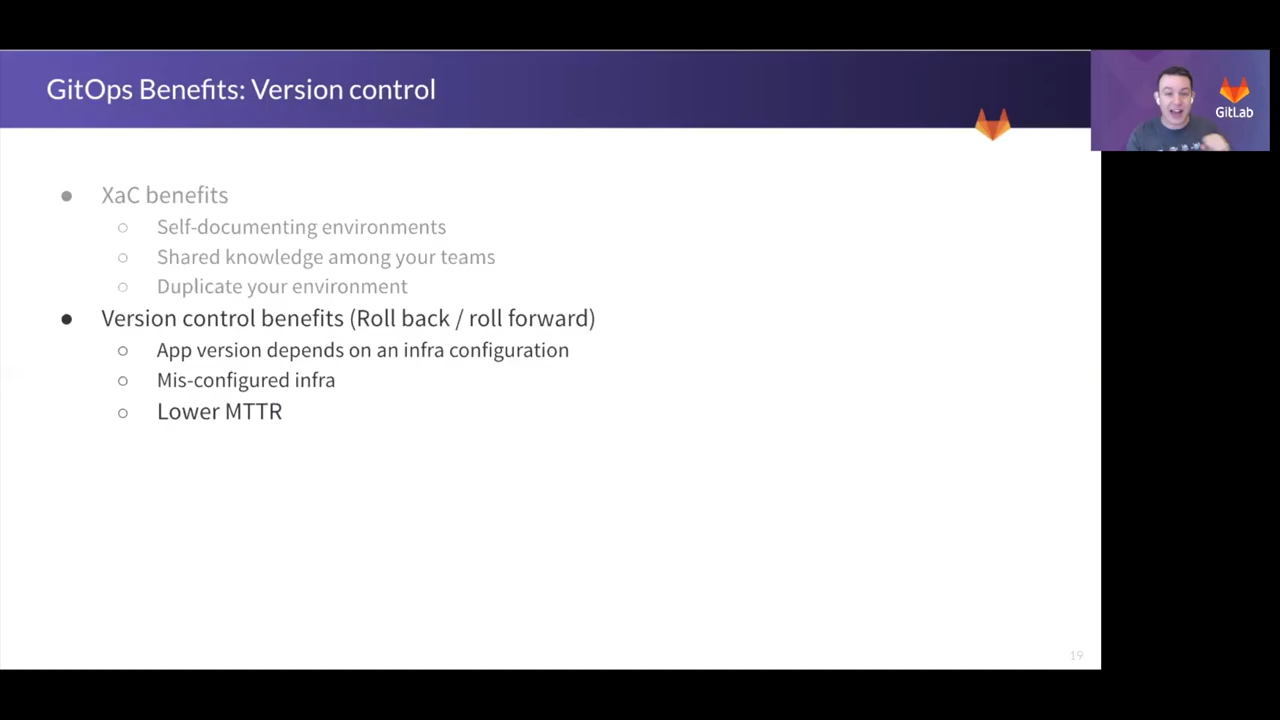 GitOps Benefits: Version control
GitLab
● XaC benefits
○ Self-documenting environments
○ Shared knowledge among your teams
○ Duplicate your environment
● Version control benefits (Roll back / roll forward)
○ App version depends on an infra configuration
○ Mis-configured infra
○ Lower MTTR
19